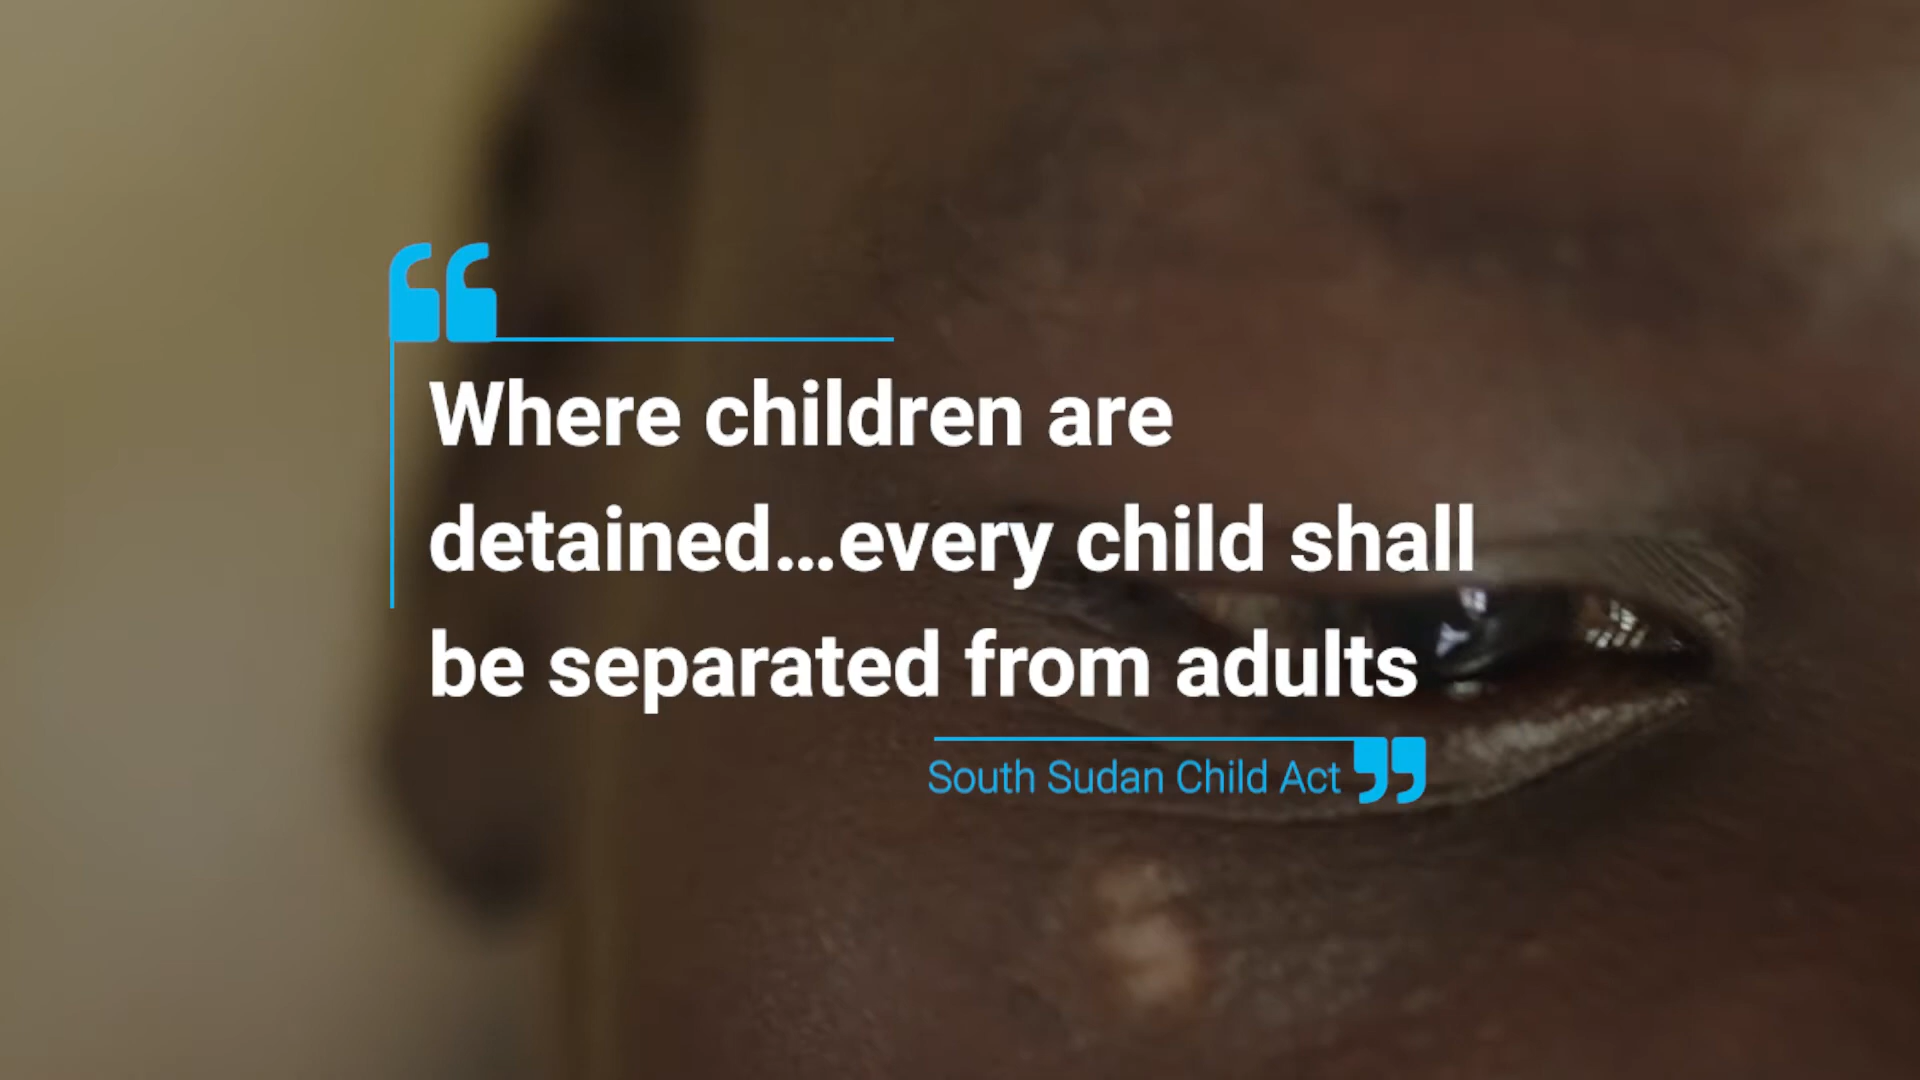 “
Where children are
detained...every child shall
be separated from adults
South Sudan Child Act ”